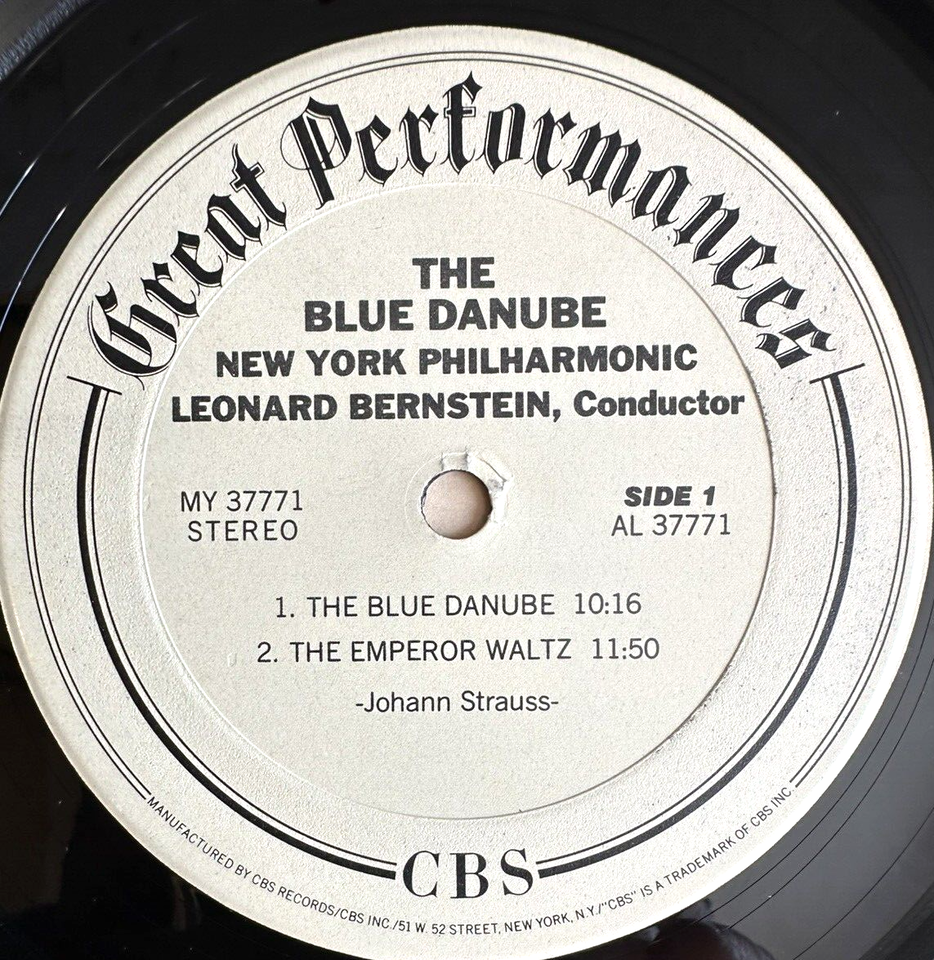 Great Performances
THE
BLUE DANUBE
NEW YORK PHILHARMONIC
LEONARD BERNSTEIN, Conductor
MY 37771
STEREO
SIDE 1
AL 37771
1. THE BLUE DANUBE 10:16
2. THE EMPEROR WALTZ 11:50
-Johann Strauss-
CBS
MANUFACTURED BY CBS RECORDS/CBS INC./51 W. 52 STREET, NEW YORK, N.Y./"CBS" IS A TRADEMARK OF CBS INC.